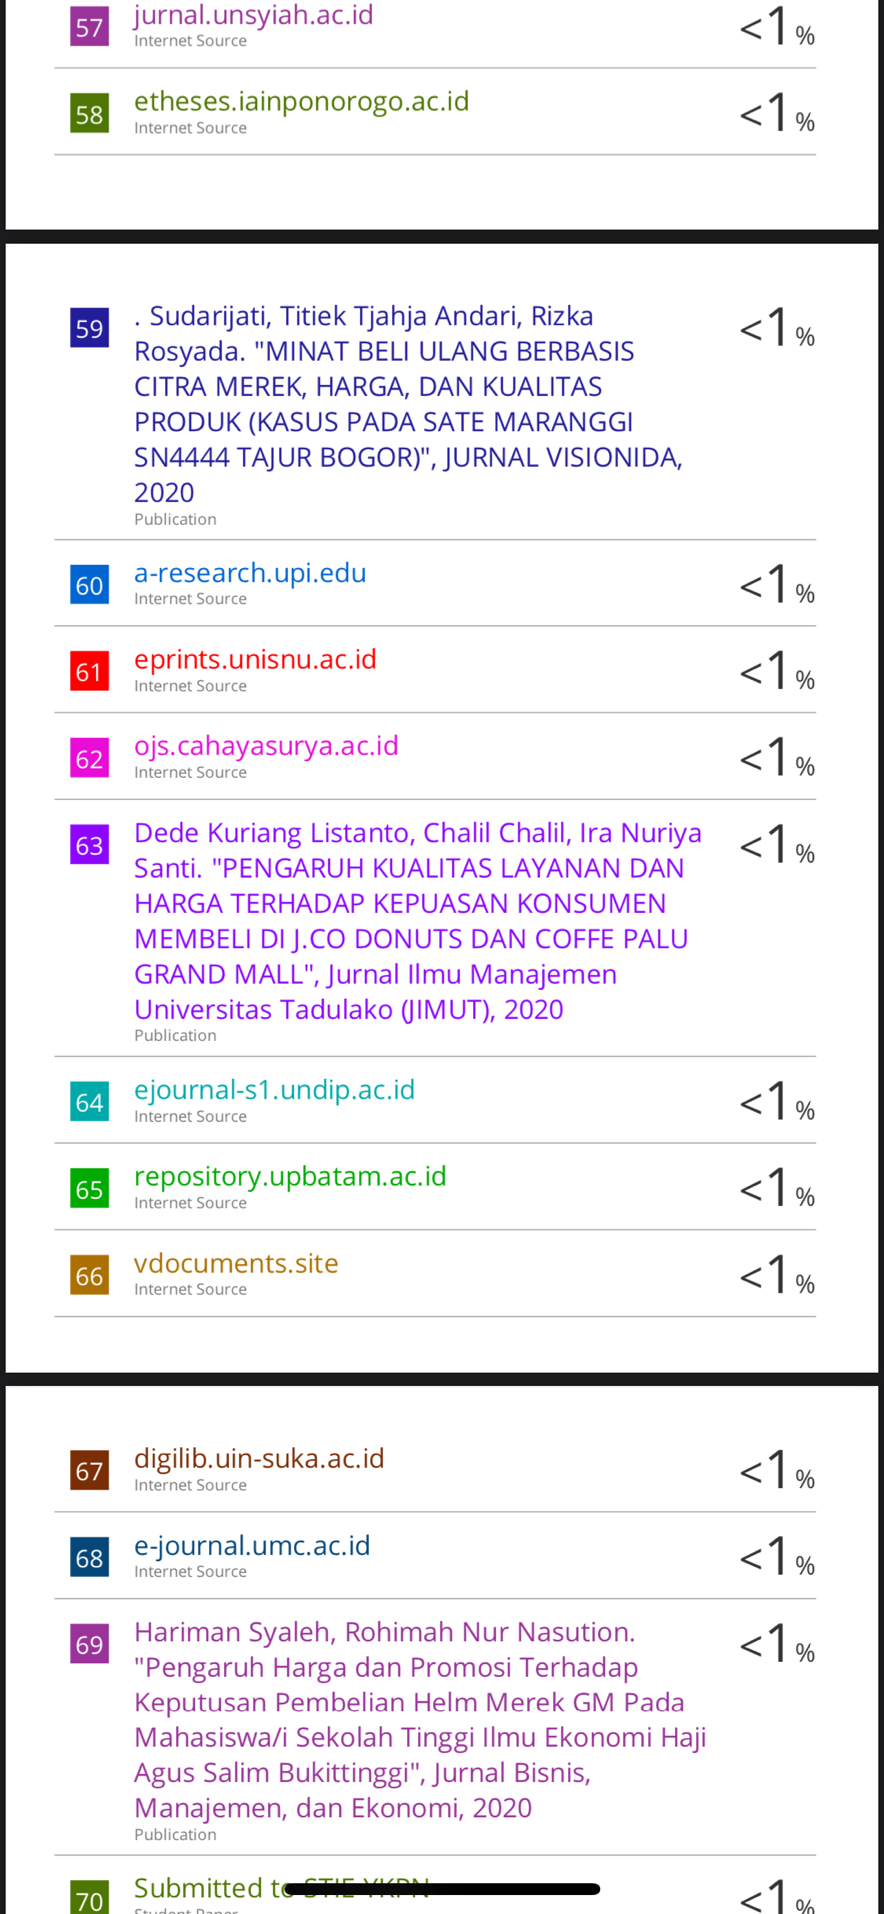 57 jurnal.unsyiah.ac.id <1%
Internet Source
58 etheses.iainponorogo.ac.id <1%
Internet Source
59 . Sudarijati, Titiek Tjahja Andari, Rizka <1%
Rosyada. "MINAT BELI ULANG BERBASIS
CITRA MEREK, HARGA, DAN KUALITAS
PRODUK (KASUS PADA SATE MARANGGI
SN4444 TAJUR BOGOR)", JURNAL VISIONIDA,
2020
Publication
60 a-research.upi.edu <1%
Internet Source
61 eprints.unisnu.ac.id <1%
Internet Source
62 ojs.cahayasurya.ac.id <1%
Internet Source
63 Dede Kuriang Listanto, Chalil Chalil, Ira Nuriya <1%
Santi. "PENGARUH KUALITAS LAYANAN DAN
HARGA TERHADAP KEPUASAN KONSUMEN
MEMBELI DI J.CO DONUTS DAN COFFE PALU
GRAND MALL", Jurnal Ilmu Manajemen
Universitas Tadulako (JIMUT), 2020
Publication
64 ejournal-s1.undip.ac.id <1%
Internet Source
65 repository.upbatam.ac.id <1%
Internet Source
66 vdocuments.site <1%
Internet Source
67 digilib.uin-suka.ac.id <1%
Internet Source
68 e-journal.umc.ac.id <1%
Internet Source
69 Hariman Syaleh, Rohimah Nur Nasution. <1%
"Pengaruh Harga dan Promosi Terhadap
Keputusan Pembelian Helm Merek GM Pada
Mahasiswa/i Sekolah Tinggi Ilmu Ekonomi Haji
Agus Salim Bukittinggi", Jurnal Bisnis,
Manajemen, dan Ekonomi, 2020
Publication
70 Submitted to STIE YKPN <1%
Student Paper